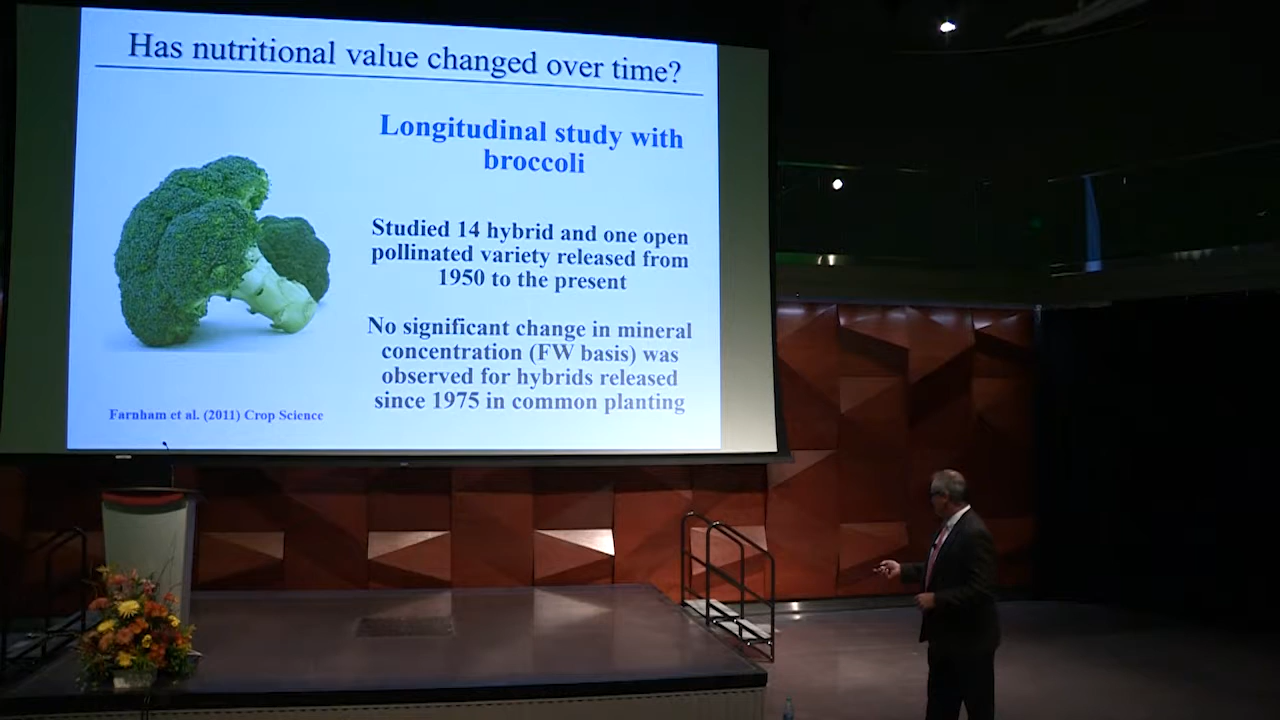 Has nutritional value changed over time?
Longitudinal study with
broccoli
Studied 14 hybrid and one open
pollinated variety released from
1950 to the present
No significant change in mineral
concentration (FW basis) was
observed for hybrids released
since 1975 in common planting
Farnham et al. (2011) Crop Science